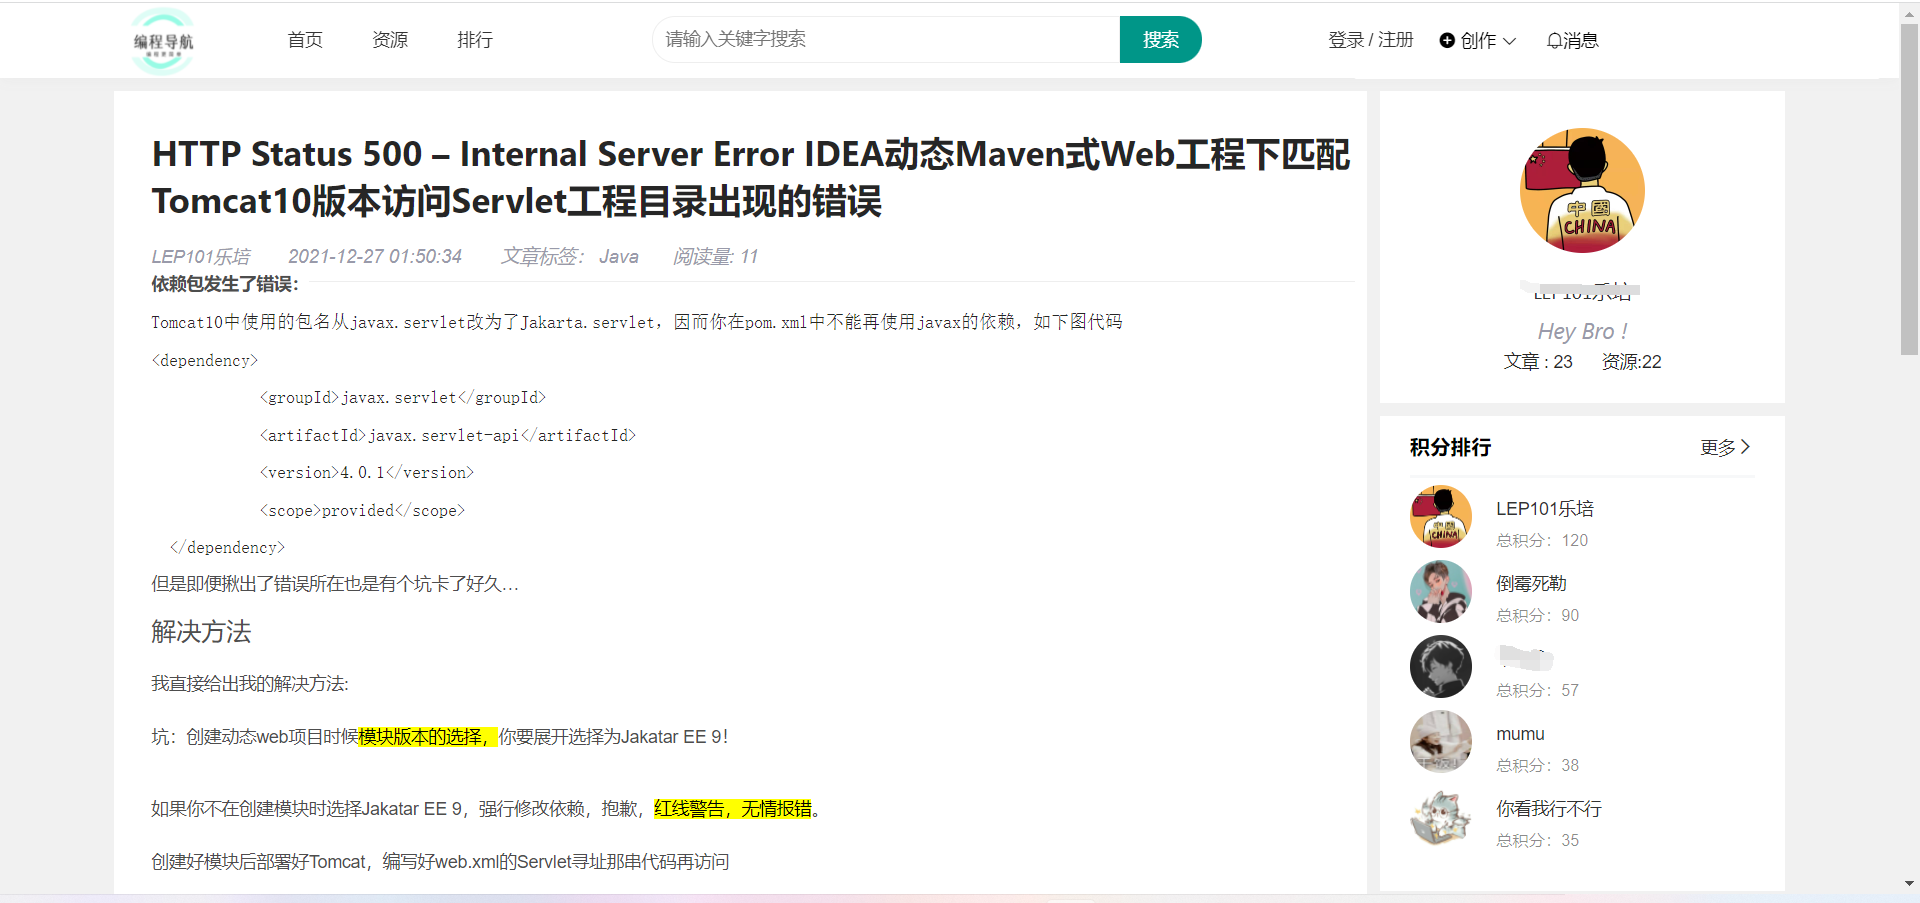 编程导航
首页
资源
排行
请输入关键字搜索
搜索
登录 / 注册
创作
消息
HTTP Status 500 – Internal Server Error IDEA动态Maven式Web工程下匹配
Tomcat10版本访问Servlet工程目录出现的错误
LEP101乐培 2021-12-27 01:50:34 文章标签： Java 阅读量: 11
依赖包发生了错误：
Tomcat10中使用的包名从javax.servlet改为了Jakarta.servlet，因而你在pom.xml中不能再使用javax的依赖，如下图代码
<dependency>
<groupId>javax.servlet</groupId>
<artifactId>javax.servlet-api</artifactId>
<version>4.0.1</version>
<scope>provided</scope>
</dependency>
但是即便揪出了错误所在也是有个坑卡了好久…
解决方法
我直接给出我的解决方法:
坑：创建动态web项目时候模块版本的选择，你要展开选择为Jakatar EE 9！
如果你不在创建模块时选择Jakatar EE 9，强行修改依赖，抱歉，红线警告，无情报错。
创建好模块后部署好Tomcat，编写好web.xml的Servlet寻址那串代码再访问
中國
CHINA
LEP101乐培
Hey Bro !
文章 : 23 资源:22
积分排行
更多
中國
CHINA
LEP101乐培
总积分：120
倒霉死勒
总积分：90
总积分：57
mumu
总积分：38
你看我行不行
总积分：35